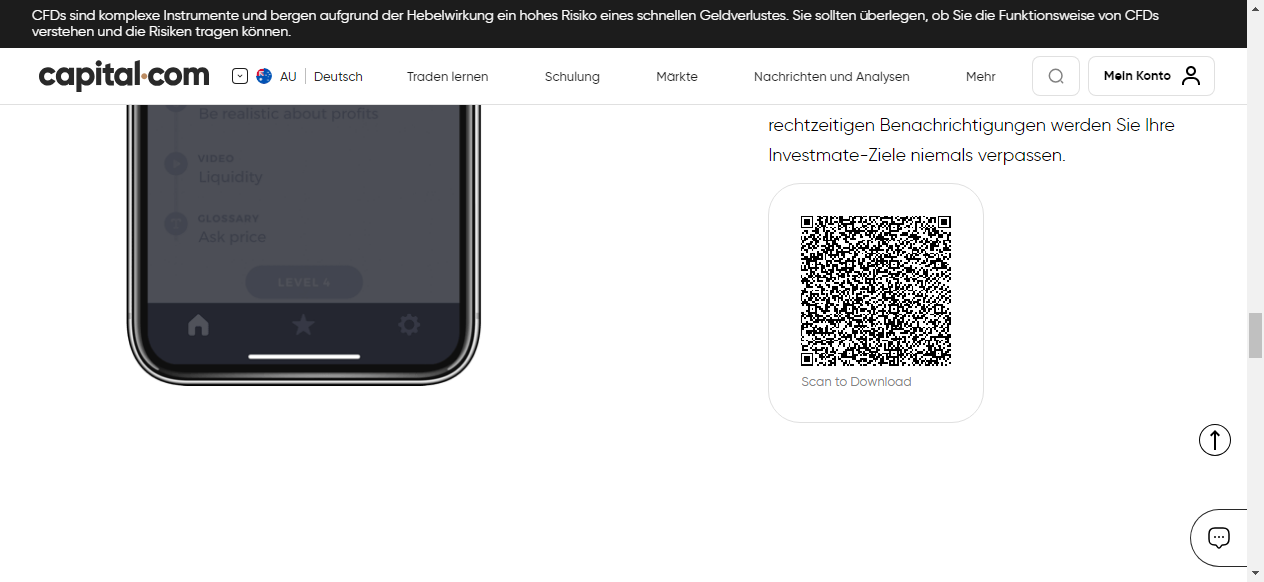 CFDs sind komplexe Instrumente und bergen aufgrund der Hebelwirkung ein hohes Risiko eines schnellen Geldverlustes. Sie sollten überlegen, ob Sie die Funktionsweise von CFDs
verstehen und die Risiken tragen können.
capital.com
AU
Deutsch
Traden lernen
Schulung
Märkte
Nachrichten und Analysen
Mehr
Mein Konto
Be realistic about profits
VIDEO
Liquidity
GLOSSARY
Ask price
LEVEL 4
rechtzeitigen Benachrichtigungen werden Sie Ihre
Investmate-Ziele niemals verpassen.
Scan to Download